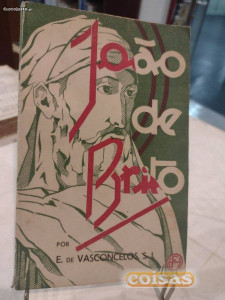 João
de
Brito
POR
E. DE VASCONCELOS, S. J.
coisas